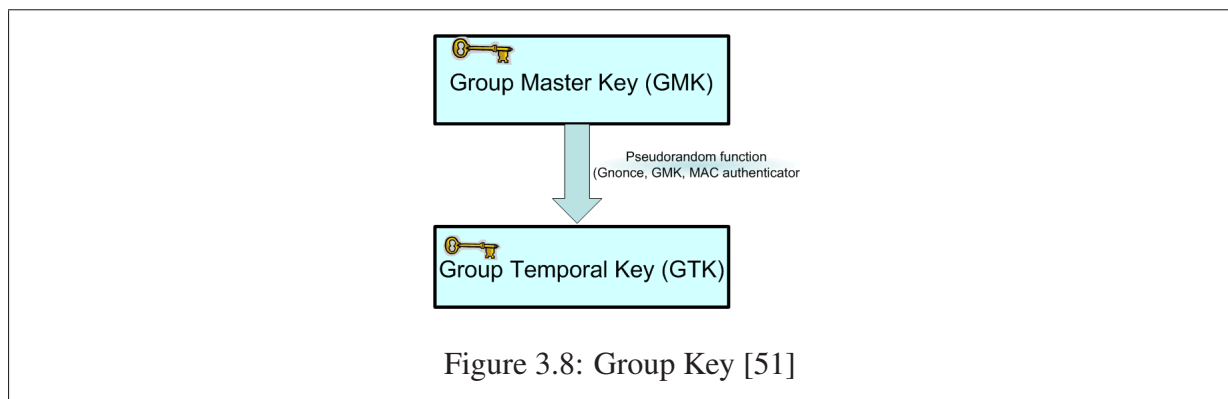 Group Master Key (GMK)
Pseudorandom function
(Gnonce, GMK, MAC authenticator
Group Temporal Key (GTK)
Figure 3.8: Group Key [51]